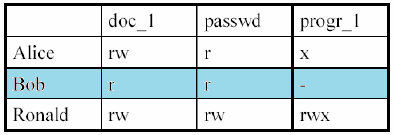 doc_1 passwd progr_1
Alice rw r x
Bob r r -
Ronald rw rw rwx